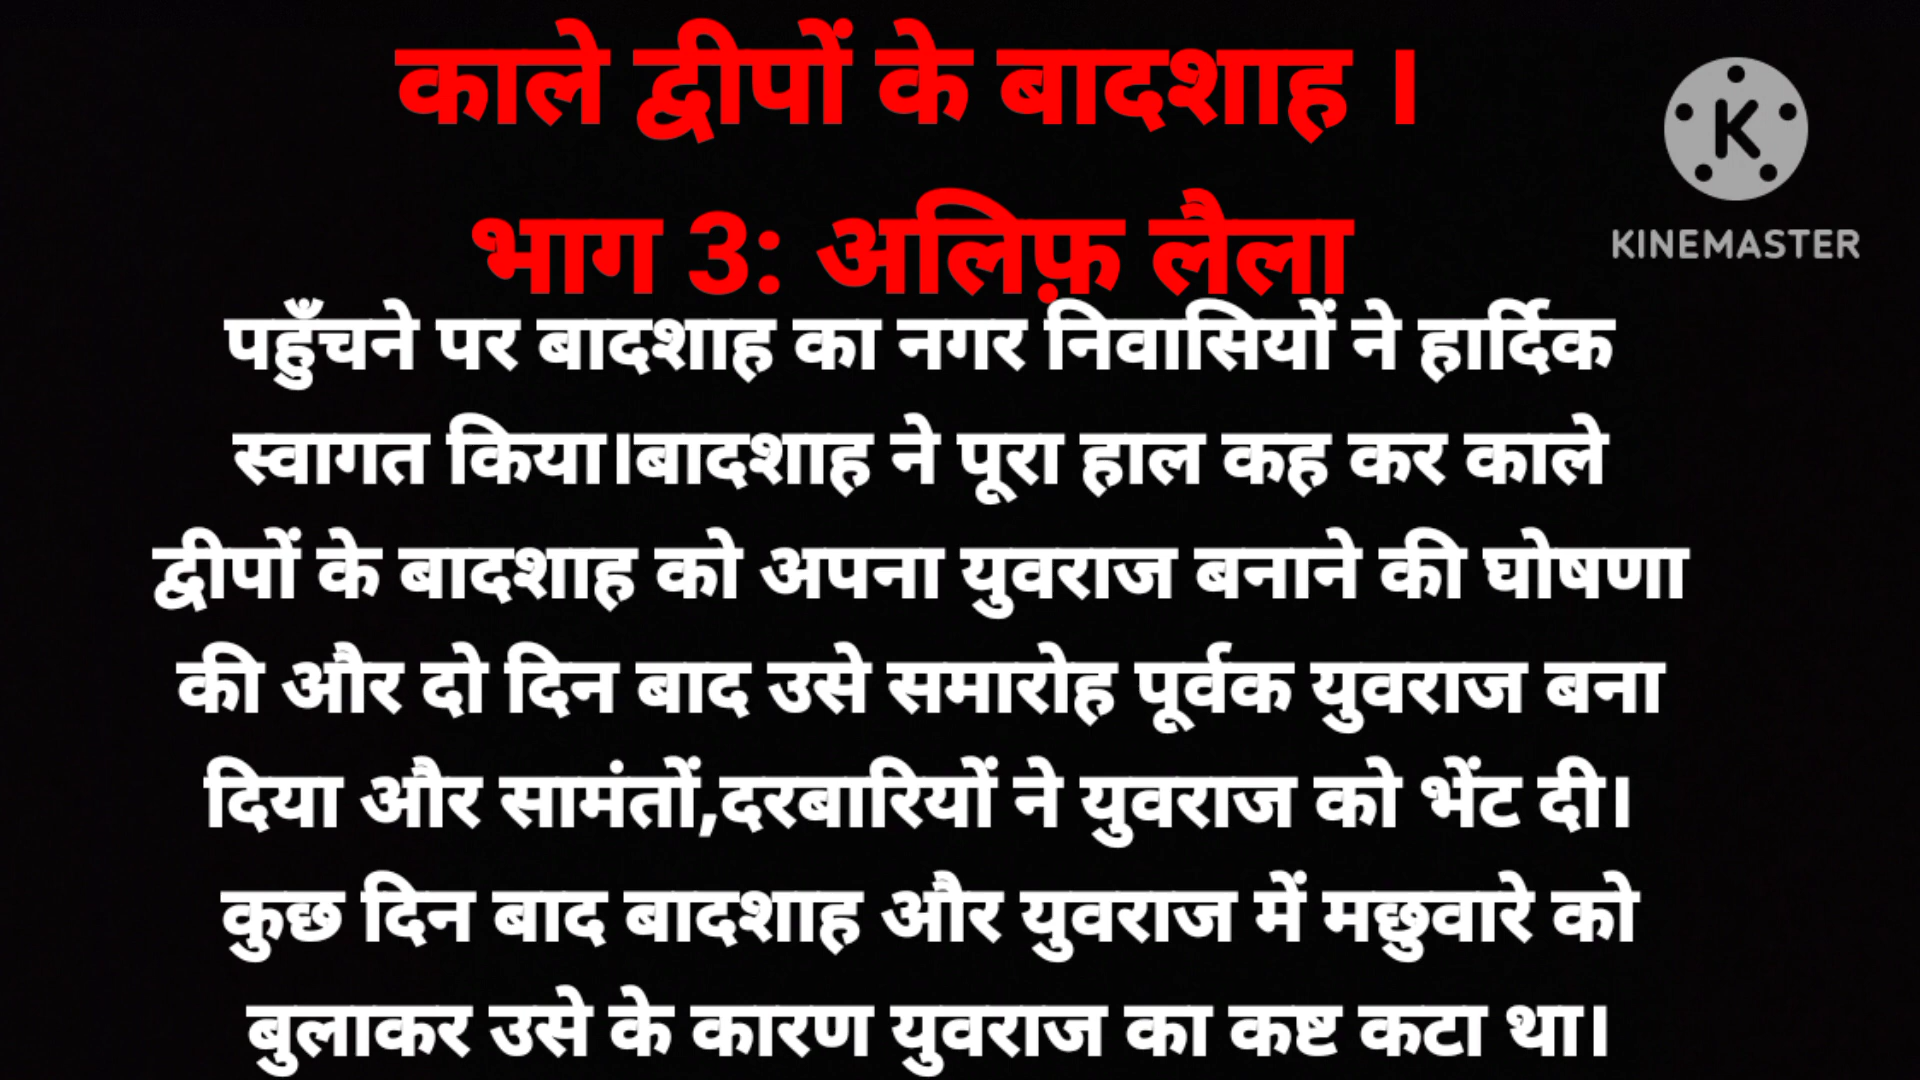 काले द्वीपों के बादशाह ।
भाग 3: अलिफ़ लैला
KINEMASTER
पहुँचने पर बादशाह का नगर निवासियों ने हार्दिक
स्वागत किया।बादशाह ने पूरा हाल कह कर काले
द्वीपों के बादशाह को अपना युवराज बनाने की घोषणा
की और दो दिन बाद उसे समारोह पूर्वक युवराज बना
दिया और सामंतों,दरबारियों ने युवराज को भेंट दी।
कुछ दिन बाद बादशाह और युवराज में मछुवारे को
बुलाकर उसे के कारण युवराज का कष्ट कटा था।